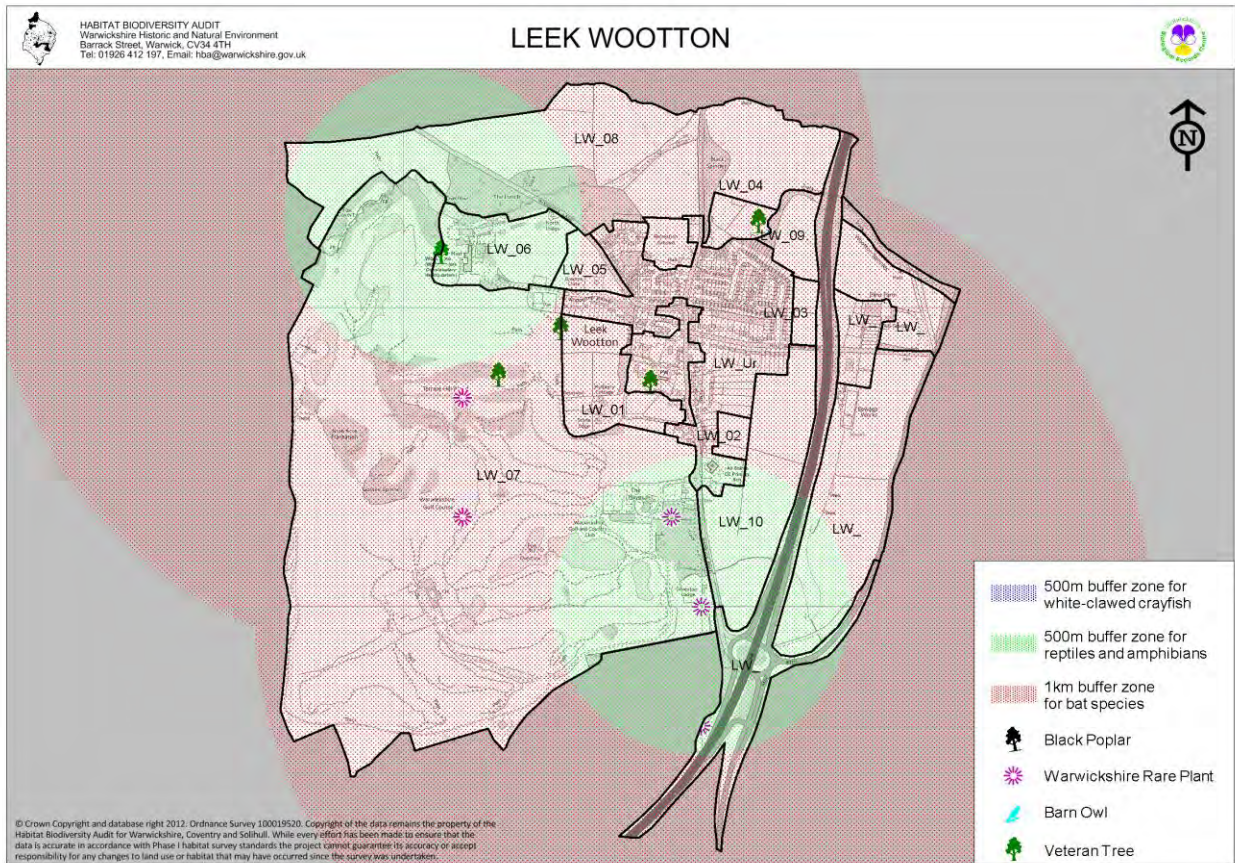 HABITAT BIODIVERSITY AUDIT
Warwickshire Historic and Natural Environment
Barrack Street, Warwick, CV34 4TH
Tel: 01926 412 197, Email: hba@warwickshire.gov.uk
LEEK WOOTTON
N
LW_08
LW_04
LW_09
LW_06
LW_05
LW_03
LW_
LW_
Leek
Wootton
LW_Ur
LW_01
LW_02
LW_07
Warwickshire
Golf Course
LW_10
LW_
LW_
500m buffer zone for
white-clawed crayfish
500m buffer zone for
reptiles and amphibians
1km buffer zone
for bat species
Black Poplar
Warwickshire Rare Plant
Barn Owl
Veteran Tree
© Crown Copyright and database right 2012. Ordnance Survey 100019520. Copyright of the data remains the property of the
Habitat Biodiversity Audit for Warwickshire, Coventry and Solihull. While every effort has been made to ensure that the
data is accurate in accordance with Phase I habitat survey standards the project cannot guarantee its accuracy or accept
responsibility for any changes to land use or habitat that may have occurred since the survey was undertaken.